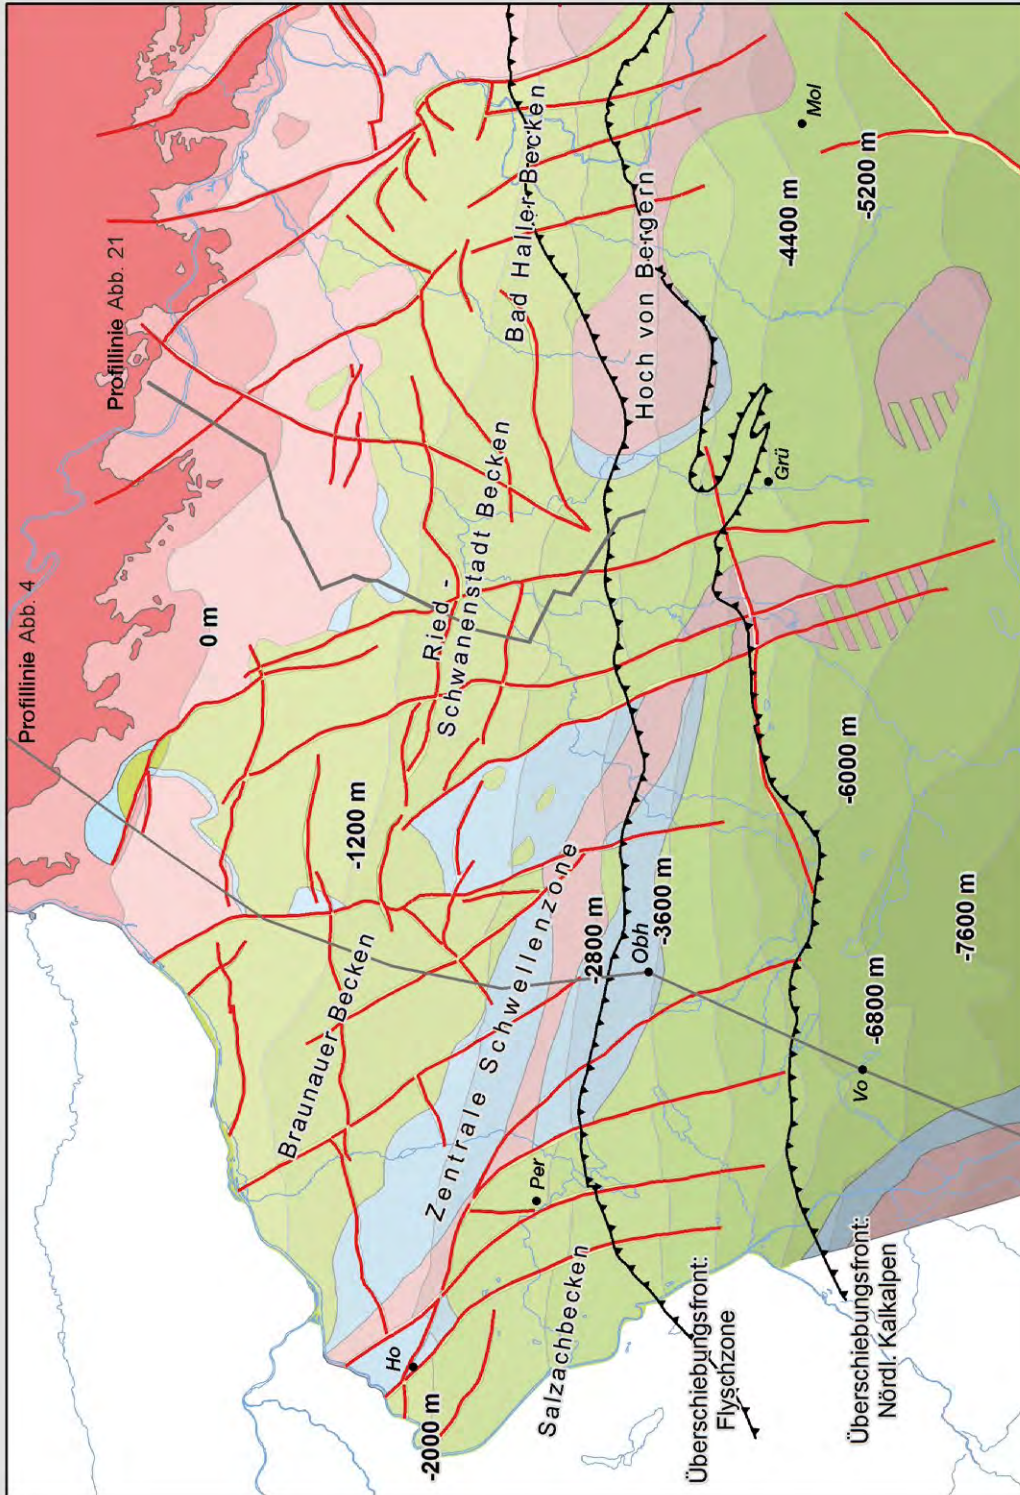 Profillinie Abb. 4
Profillinie Abb. 21
0 m
-1200 m
Braunauer Becken
Ried -
Schwanenstadt Becken
Bad Haller Becken
Zentrale Schwellenzone
Hoch von Bergern
Ho
-2000 m
Per
Salzachbecken
-2800 m
Obh
-3600 m
Grü
Mol
-4400 m
-5200 m
-6000 m
Vo
-6800 m
-7600 m
Überschiebungsfront:
Flyschzone
Überschiebungsfront:
Nördl. Kalkalpen